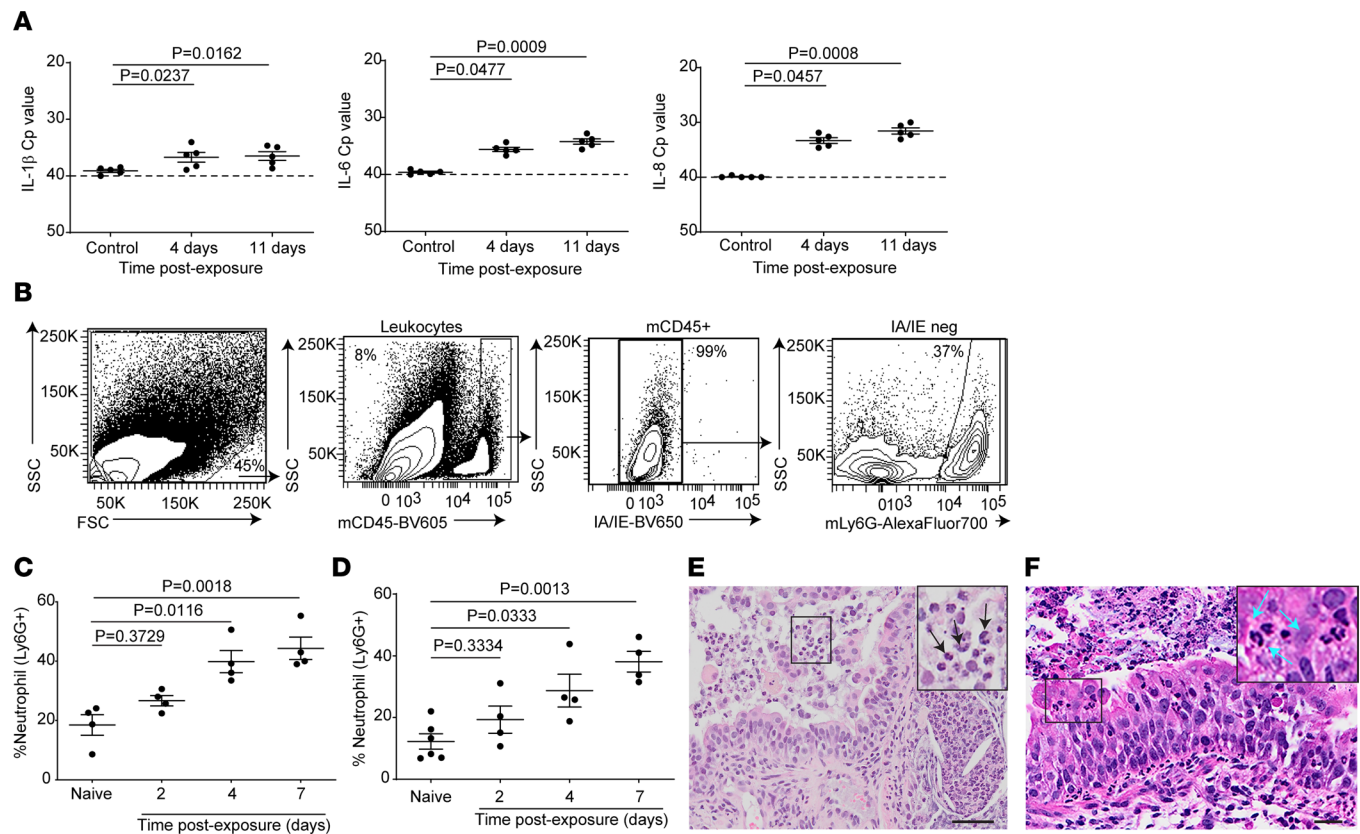 A
P=0.0162
P=0.0237
20
30
40
50
IL-1β Cp value
Control 4 days 11 days
Time post-exposure
P=0.0009
P=0.0477
20
30
40
50
IL-6 Cp value
Control 4 days 11 days
Time post-exposure
P=0.0008
P=0.0457
20
30
40
50
IL-8 Cp value
Control 4 days 11 days
Time post-exposure
B
250K
150K
50K
SSC
45%
50K 150K 250K
FSC
Leukocytes
250K
150K
50K
SSC
8%
0 10³ 10⁴ 10⁵
mCD45-BV605
mCD45+
250K
150K
50K
SSC
99%
0 10³ 10⁴ 10⁵
IA/IE-BV650
IA/IE neg
250K
150K
50K
SSC
37%
0 10³ 10⁴ 10⁵
mLy6G-AlexaFluor700
C
P=0.0018
P=0.0116
P=0.3729
60
40
20
0
%Neutrophil (Ly6G+)
Naive 2 4 7
Time post-exposure (days)
D
P=0.0013
P=0.0333
P=0.3334
60
40
20
0
% Neutrophil (Ly6G+)
Naive 2 4 7
Time post-exposure (days)
E
F